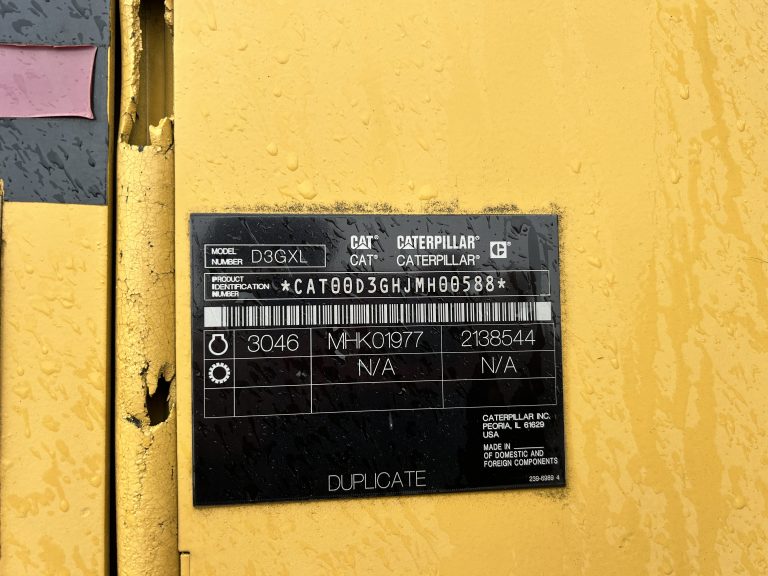 MODEL NUMBER D3GXL
CAT® CATERPILLAR®
CAT® CATERPILLAR®
PRODUCT IDENTIFICATION NUMBER *CAT00D3GHJMH00588*
3046 MHK01977 2138544
N/A N/A
CATERPILLAR INC.
PEORIA, IL 61629
USA
MADE IN
OF DOMESTIC AND
FOREIGN COMPONENTS
DUPLICATE
239-6989 4